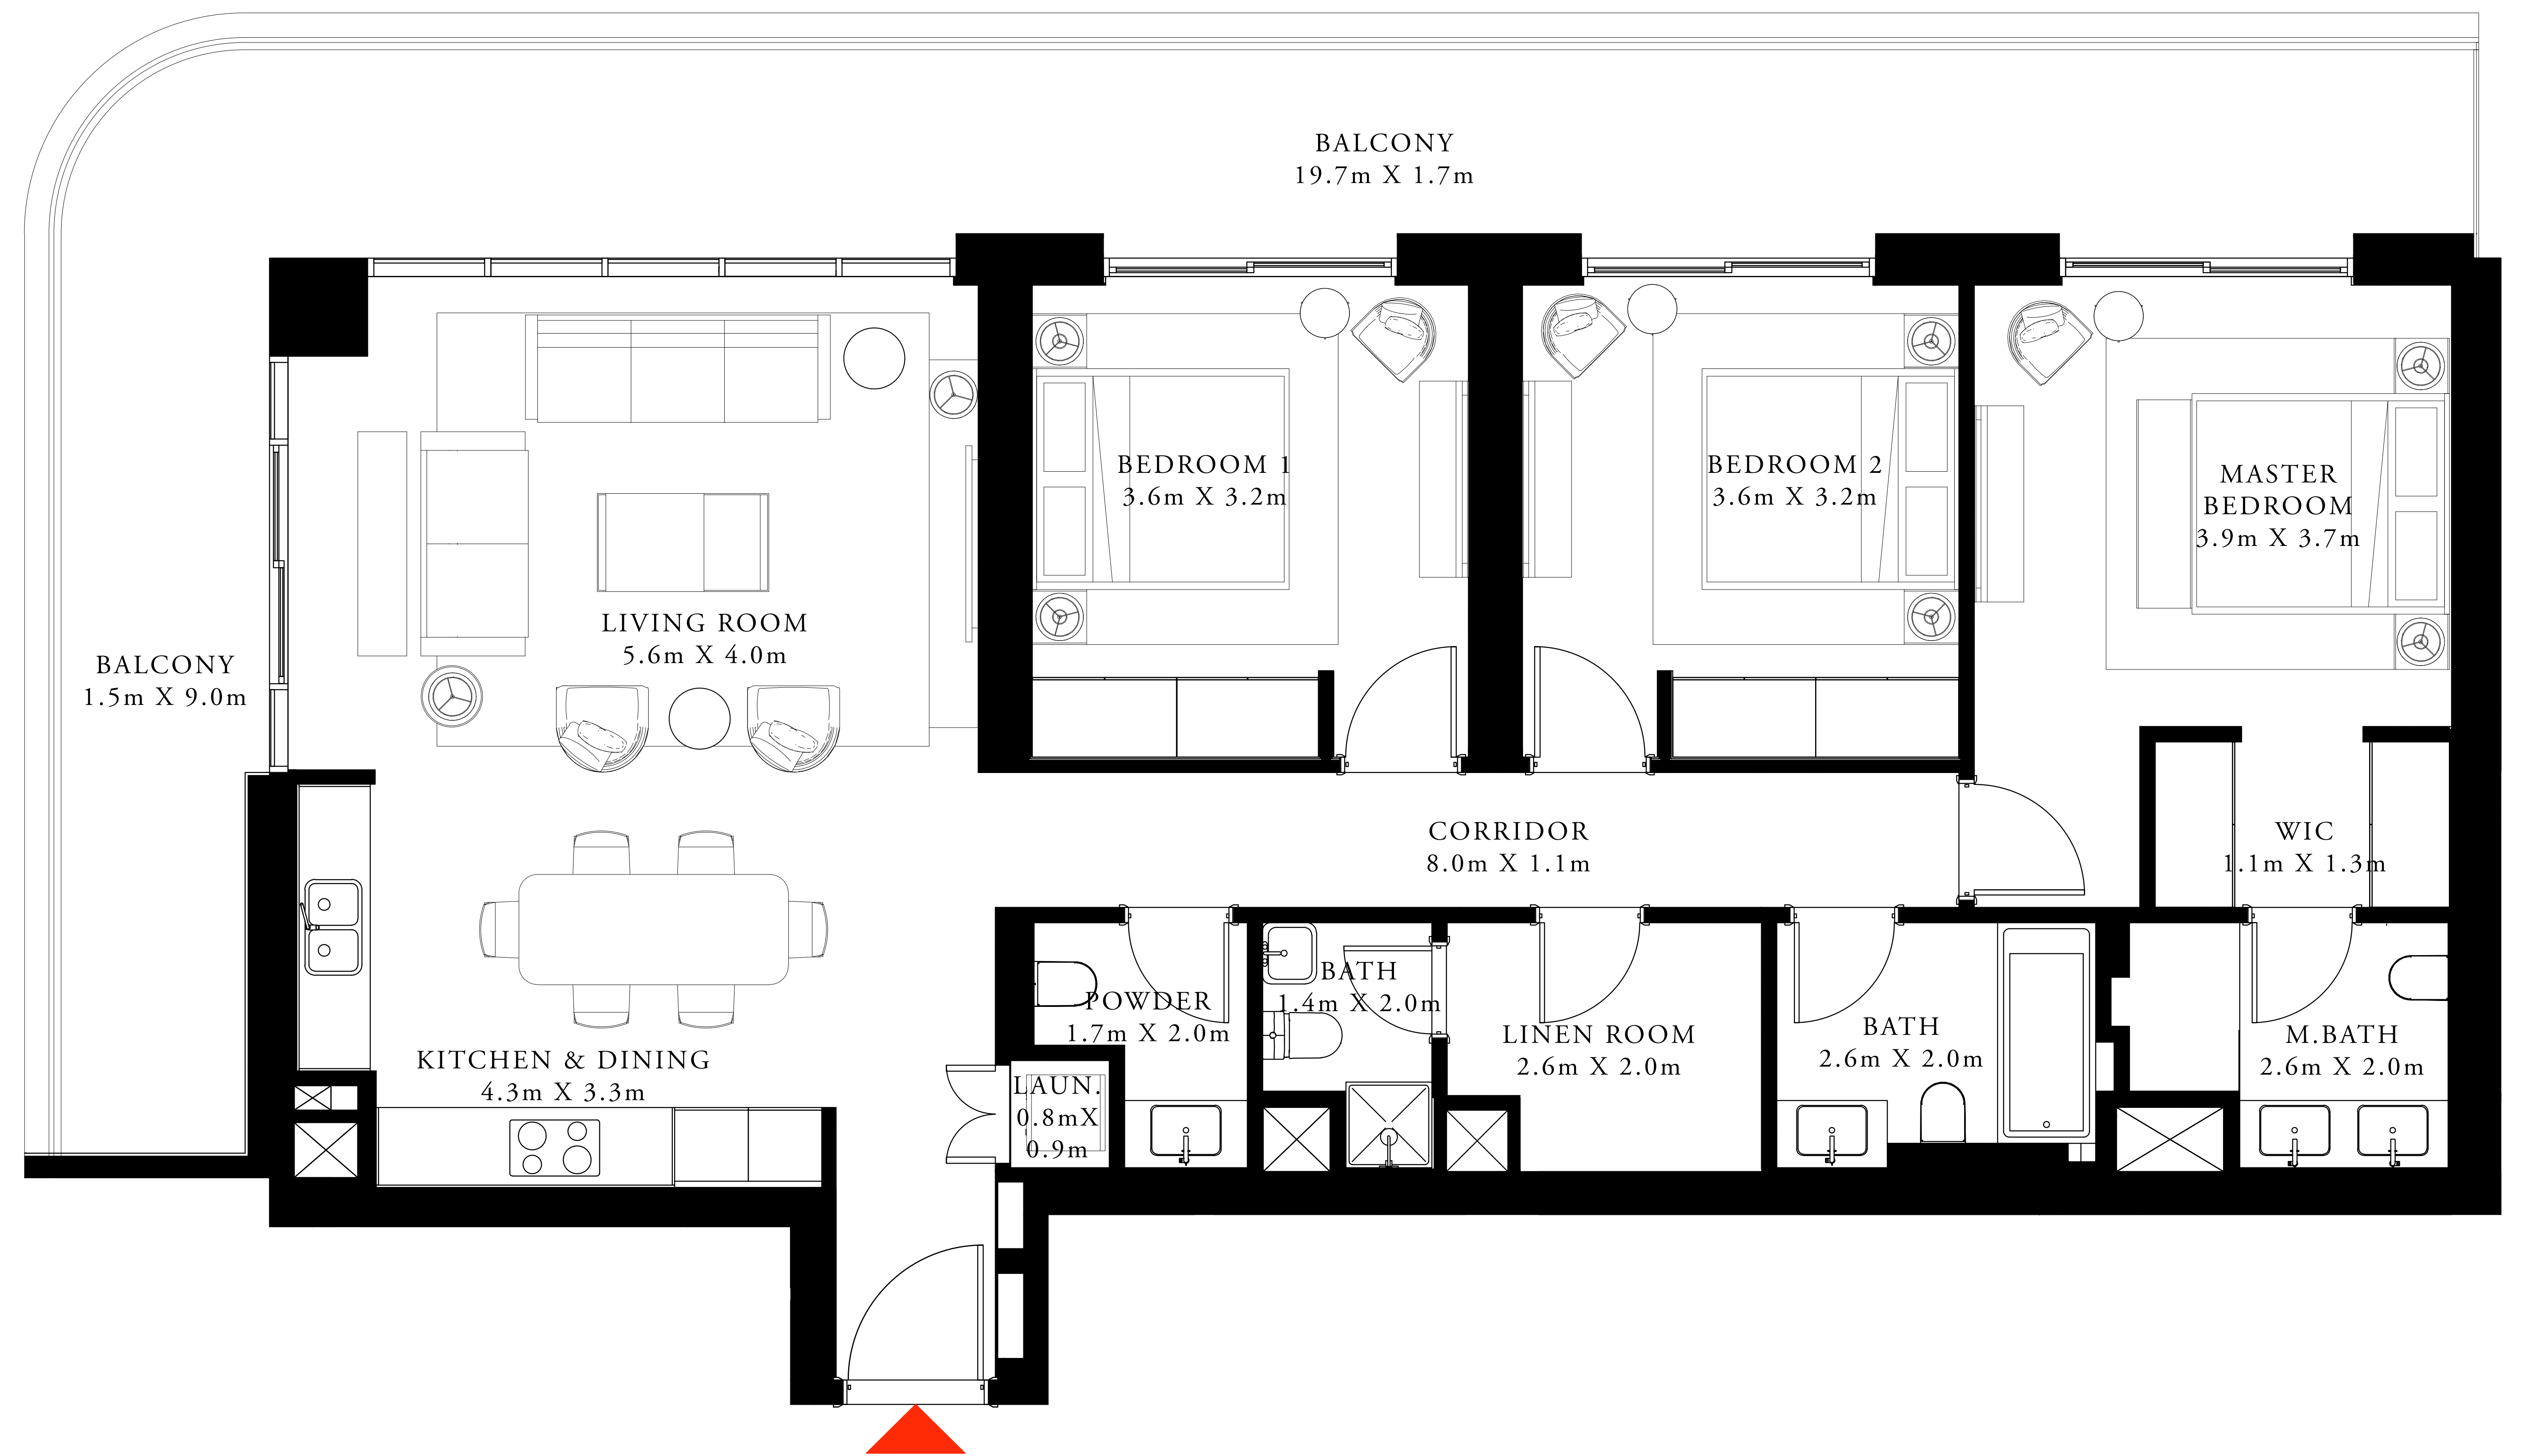 BALCONY
19.7m X 1.7m
BEDROOM 1
3.6m X 3.2m
BEDROOM 2
3.6m X 3.2m
MASTER
BEDROOM
3.9m X 3.7m
LIVING ROOM
5.6m X 4.0m
BALCONY
1.5m X 9.0m
CORRIDOR
8.0m X 1.1m
WIC
1.1m X 1.3m
KITCHEN & DINING
4.3m X 3.3m
POWDER
1.7m X 2.0m
BATH
1.4m X 2.0m
LINEN ROOM
2.6m X 2.0m
BATH
2.6m X 2.0m
M.BATH
2.6m X 2.0m
LAUN.
0.8mX
0.9m